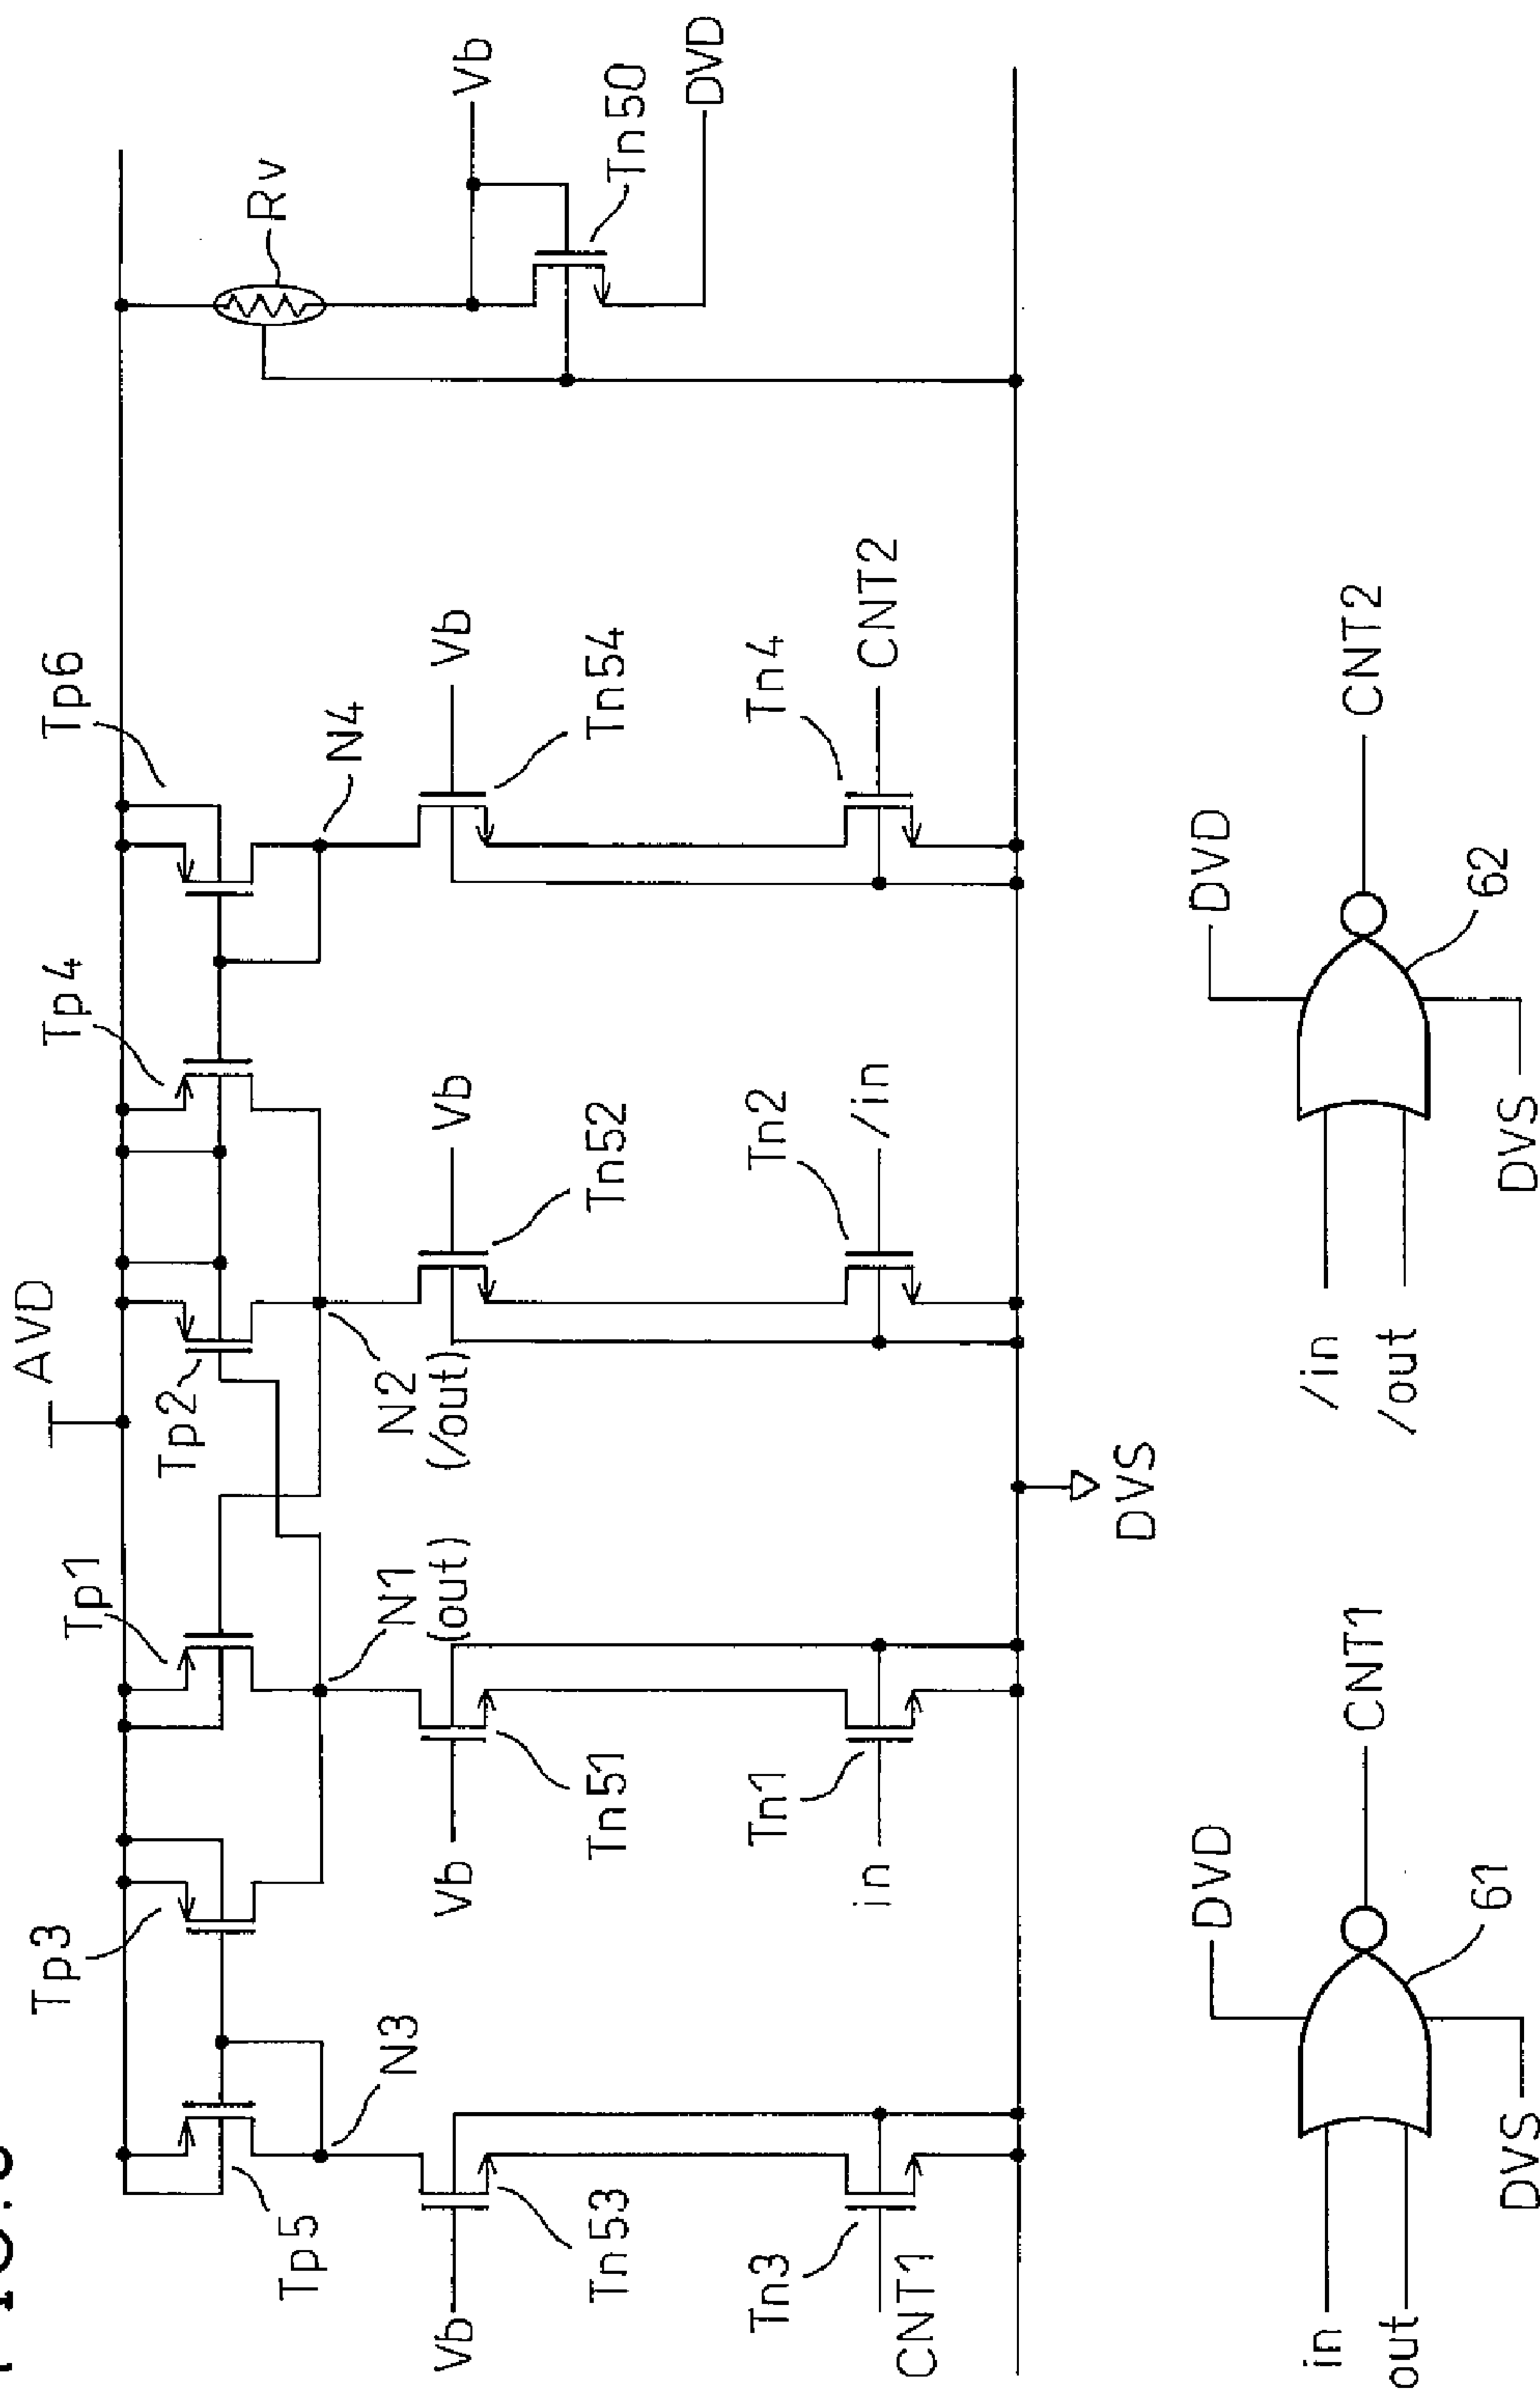 AVD
Tp5
Tp3
Tp1
Tp2
Tp4
Tp6
Rv
N3
N1
(out)
N2
(/out)
N4
Vb
Tn53
Vb
Tn51
Vb
Tn52
Vb
Tn54
Vb
Tn50
DVD
CNT1
Tn3
in
Tn1
/in
Tn2
CNT2
Tn4
DVS
in
out
DVD
DVS
61
CNT1
/in
/out
DVD
DVS
62
CNT2